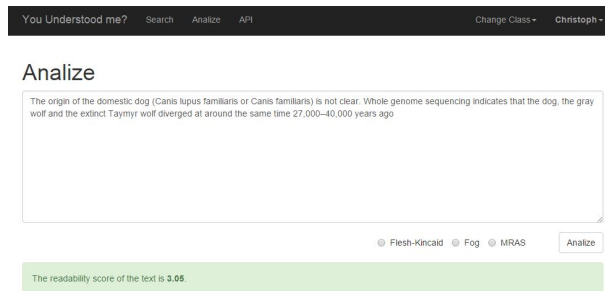 You Understood me? Search Analize API Change Class Christoph
Analize
The origin of the domestic dog (Canis lupus familiaris or Canis familiaris) is not clear. Whole genome sequencing indicates that the dog, the gray
wolf and the extinct Taymyr wolf diverged at around the same time 27,000–40,000 years ago
Flesh-Kincaid Fog MRAS Analize
The readability score of the text is 3.05.